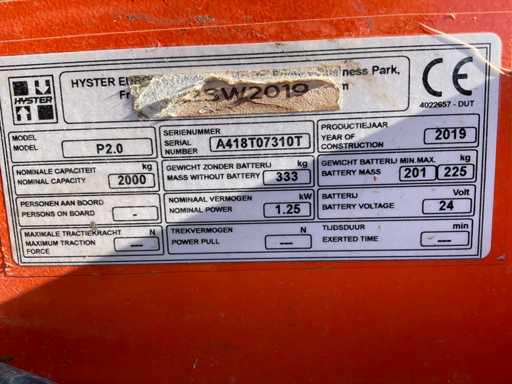 HYSTER
HYSTER Business Park,
SW2019
CE
4022657 - DUT
MODEL
MODEL
P2.0
SERIENUMMER
SERIAL
NUMBER
A418T07310T
PRODUCTIEJAAR
YEAR OF
CONSTRUCTION
2019
NOMINALE CAPACITEIT
NOMINAL CAPACITY
kg
2000
GEWICHT ZONDER BATTERIJ
MASS WITHOUT BATTERY
kg
333
GEWICHT BATTERIJ MIN. MAX.
BATTERY MASS
kg
201 225
PERSONEN AAN BOORD
PERSONS ON BOARD
-
NOMINAAL VERMOGEN
NOMINAL POWER
kW
1.25
BATTERIJ
BATTERY VOLTAGE
Volt
24
MAXIMALE TRACTIEKRACHT
MAXIMUM TRACTION
FORCE
N
---
TREKVERMOGEN
POWER PULL
N
---
TIJDSDUUR
EXERTED TIME
min
---